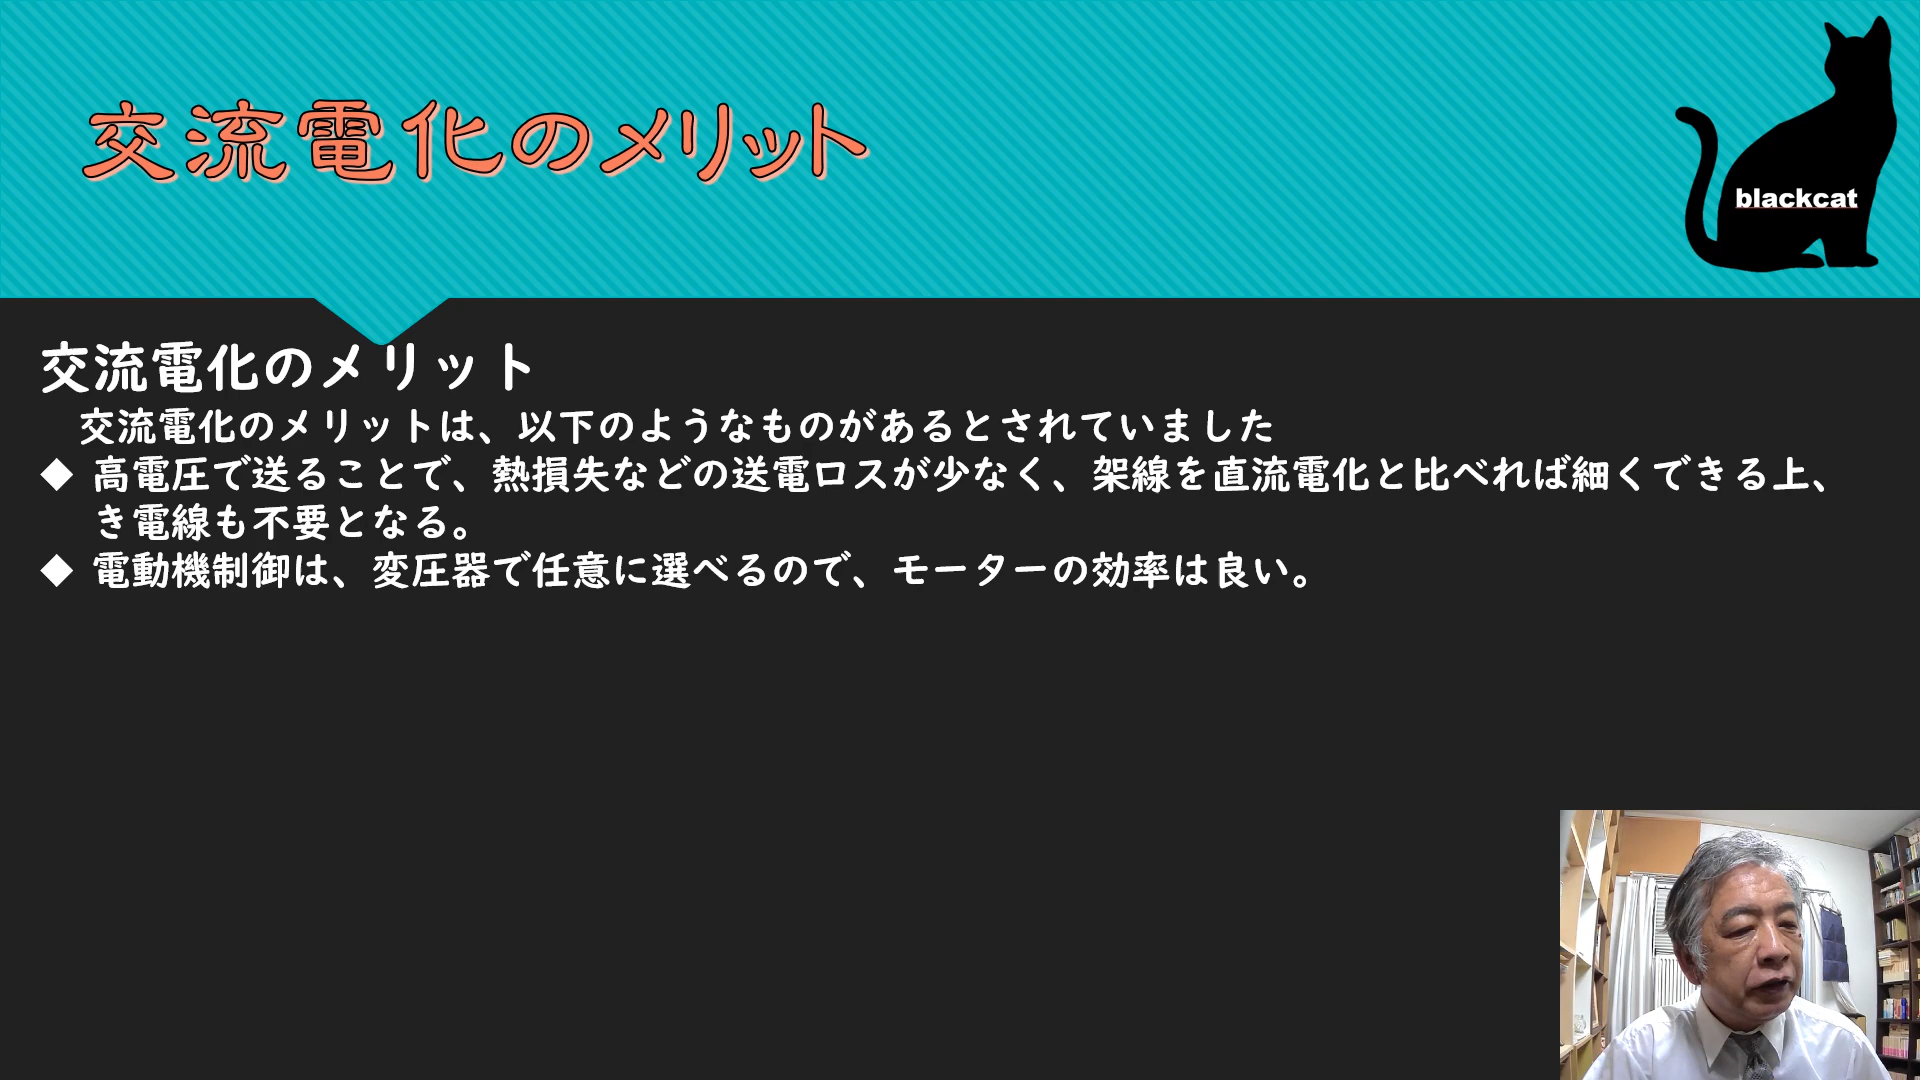 交流電化のメリット
blackcat
交流電化のメリット
交流電化のメリットは、以下のようなものがあるとされていました
◆ 高電圧で送ることで、熱損失などの送電ロスが少なく、架線を直流電化と比べれば細くできる上、
き電線も不要となる。
◆ 電動機制御は、変圧器で任意に選べるので、モーターの効率は良い。